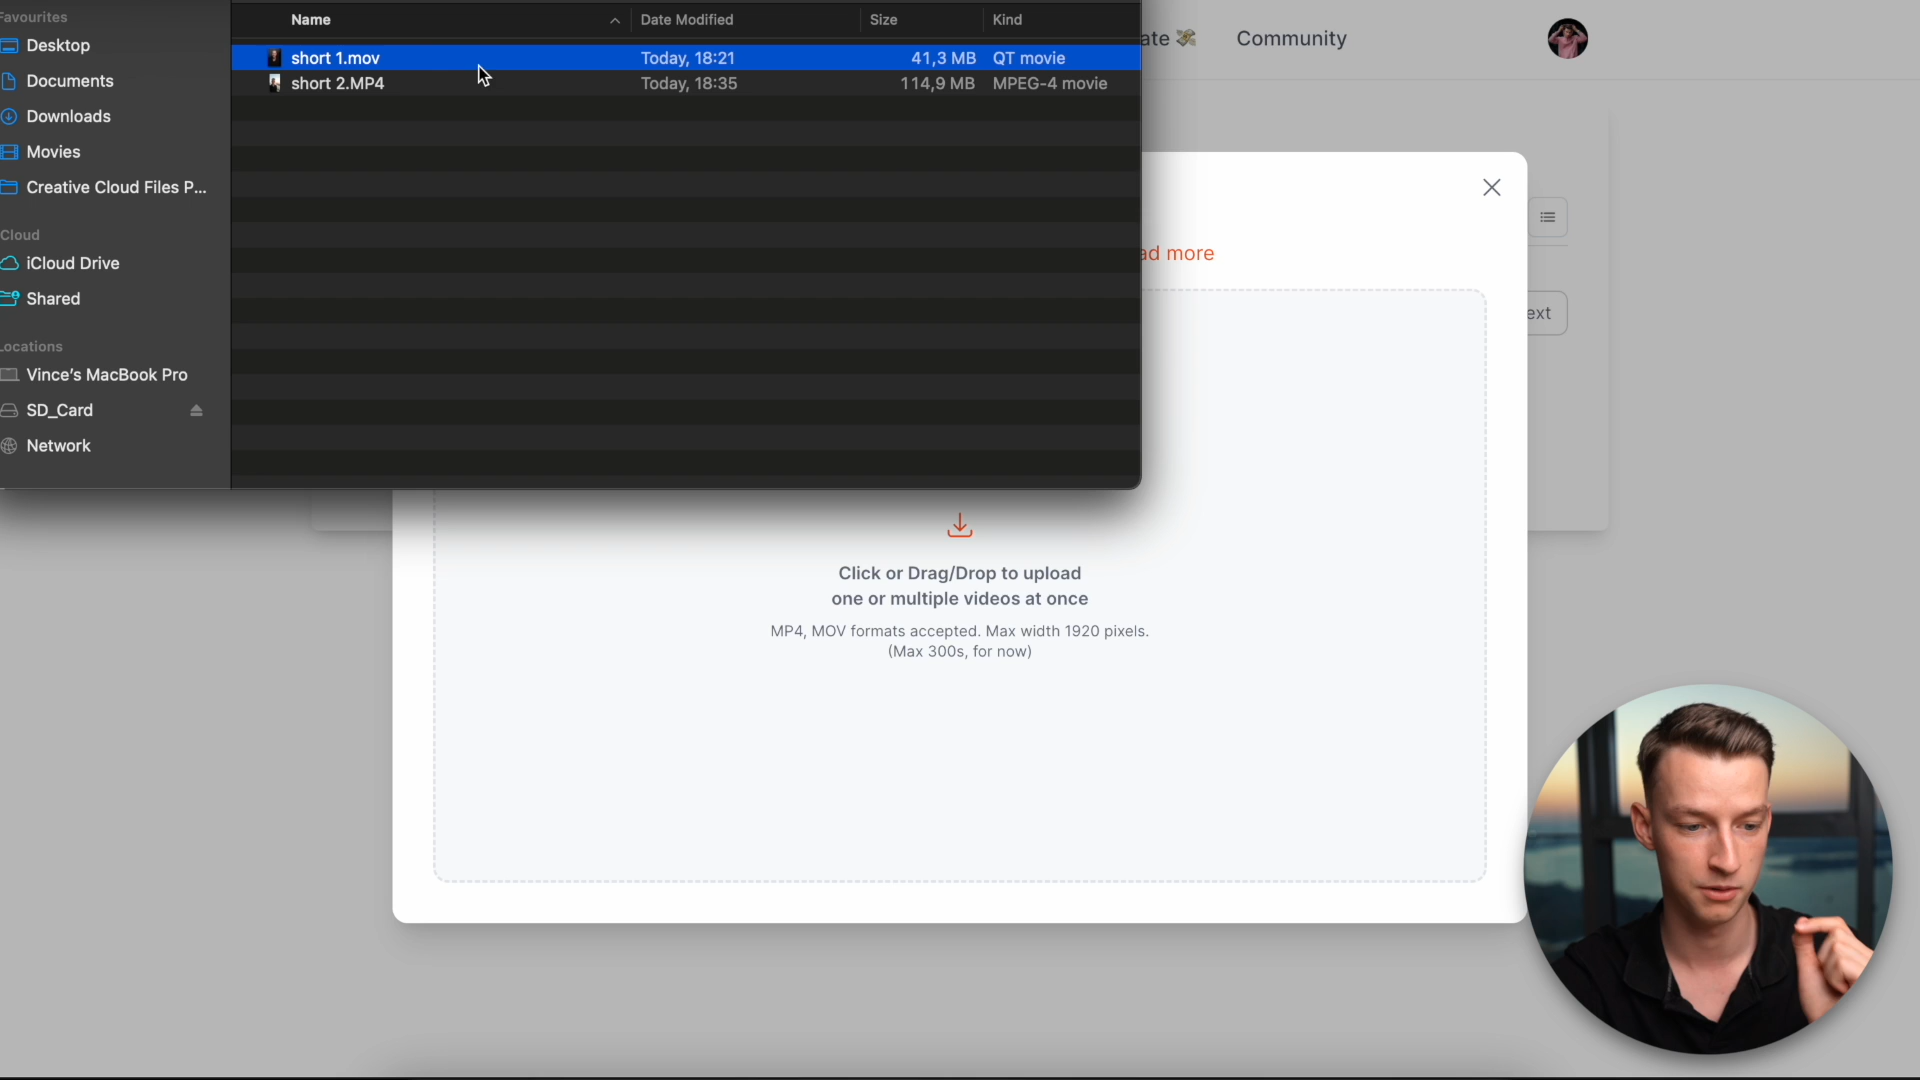 Favourites
Desktop
Documents
Downloads
Movies
Creative Cloud Files P...
Cloud
iCloud Drive
Shared
Locations
Vince's MacBook Pro
SD_Card
Network
Name Date Modified Size Kind
short 1.mov Today, 18:21 41,3 MB QT movie
short 2.MP4 Today, 18:35 114,9 MB MPEG-4 movie
ate 💸 Community
ad more
ext
Click or Drag/Drop to upload
one or multiple videos at once
MP4, MOV formats accepted. Max width 1920 pixels.
(Max 300s, for now)